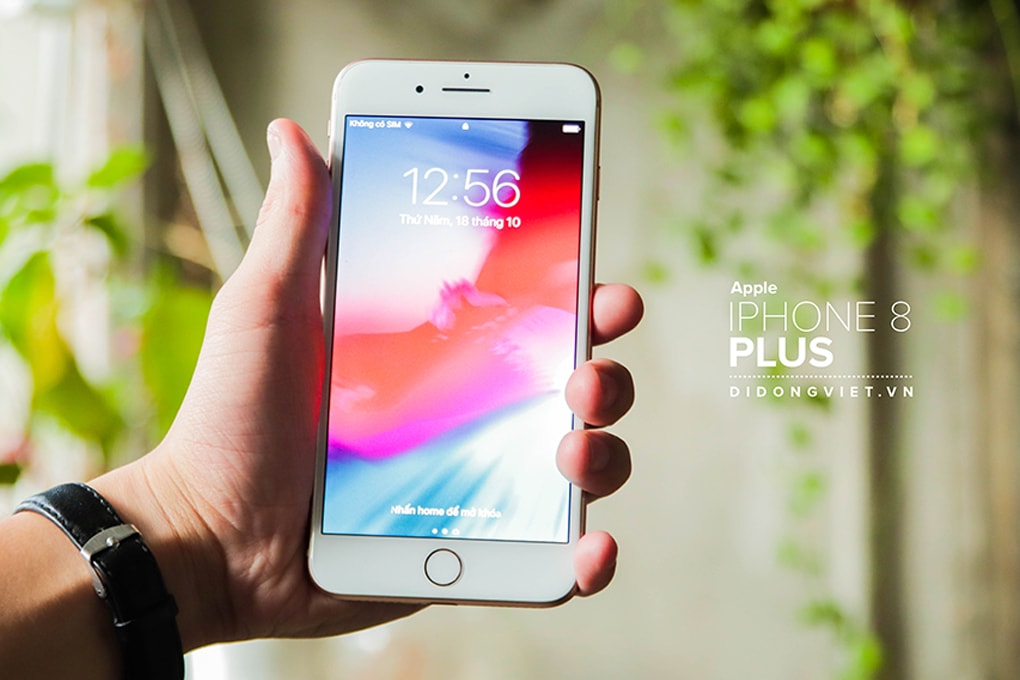 Không có SIM
12:56
Thứ Năm, 18 tháng 10
Nhấn home để mở khóa
Apple
IPHONE 8
PLUS
DIDONGVIET.VN